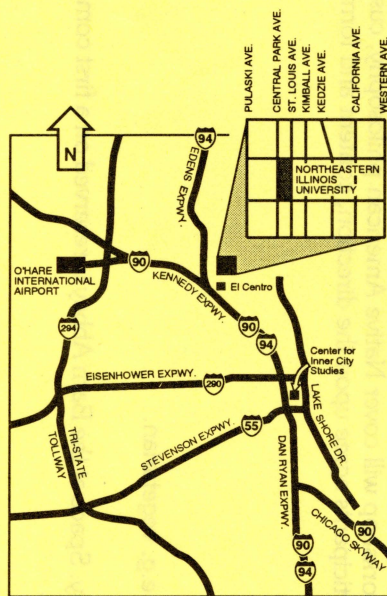 N
94
EDENS EXPWY.
O'HARE
INTERNATIONAL
AIRPORT
90
KENNEDY EXPWY.
294
90
94
El Centro
EISENHOWER EXPWY.
290
Center for
Inner City
Studies
TRI-STATE
TOLLWAY
STEVENSON EXPWY.
55
LAKE SHORE DR.
DAN RYAN EXPWY.
CHICAGO SKYWAY
90
90
94
PULASKI AVE.
CENTRAL PARK AVE.
ST. LOUIS AVE.
KIMBALL AVE.
KEDZIE AVE.
CALIFORNIA AVE.
WESTERN AVE.
NORTHEASTERN
ILLINOIS
UNIVERSITY